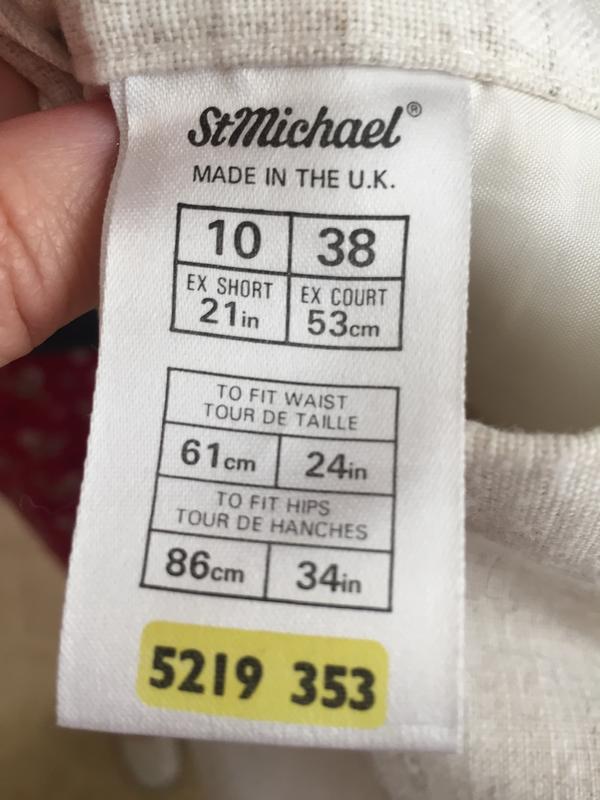 StMichael®
MADE IN THE U.K.
10 38
EX SHORT EX COURT
21in 53cm
TO FIT WAIST
TOUR DE TAILLE
61cm 24in
TO FIT HIPS
TOUR DE HANCHES
86cm 34in
5219 353